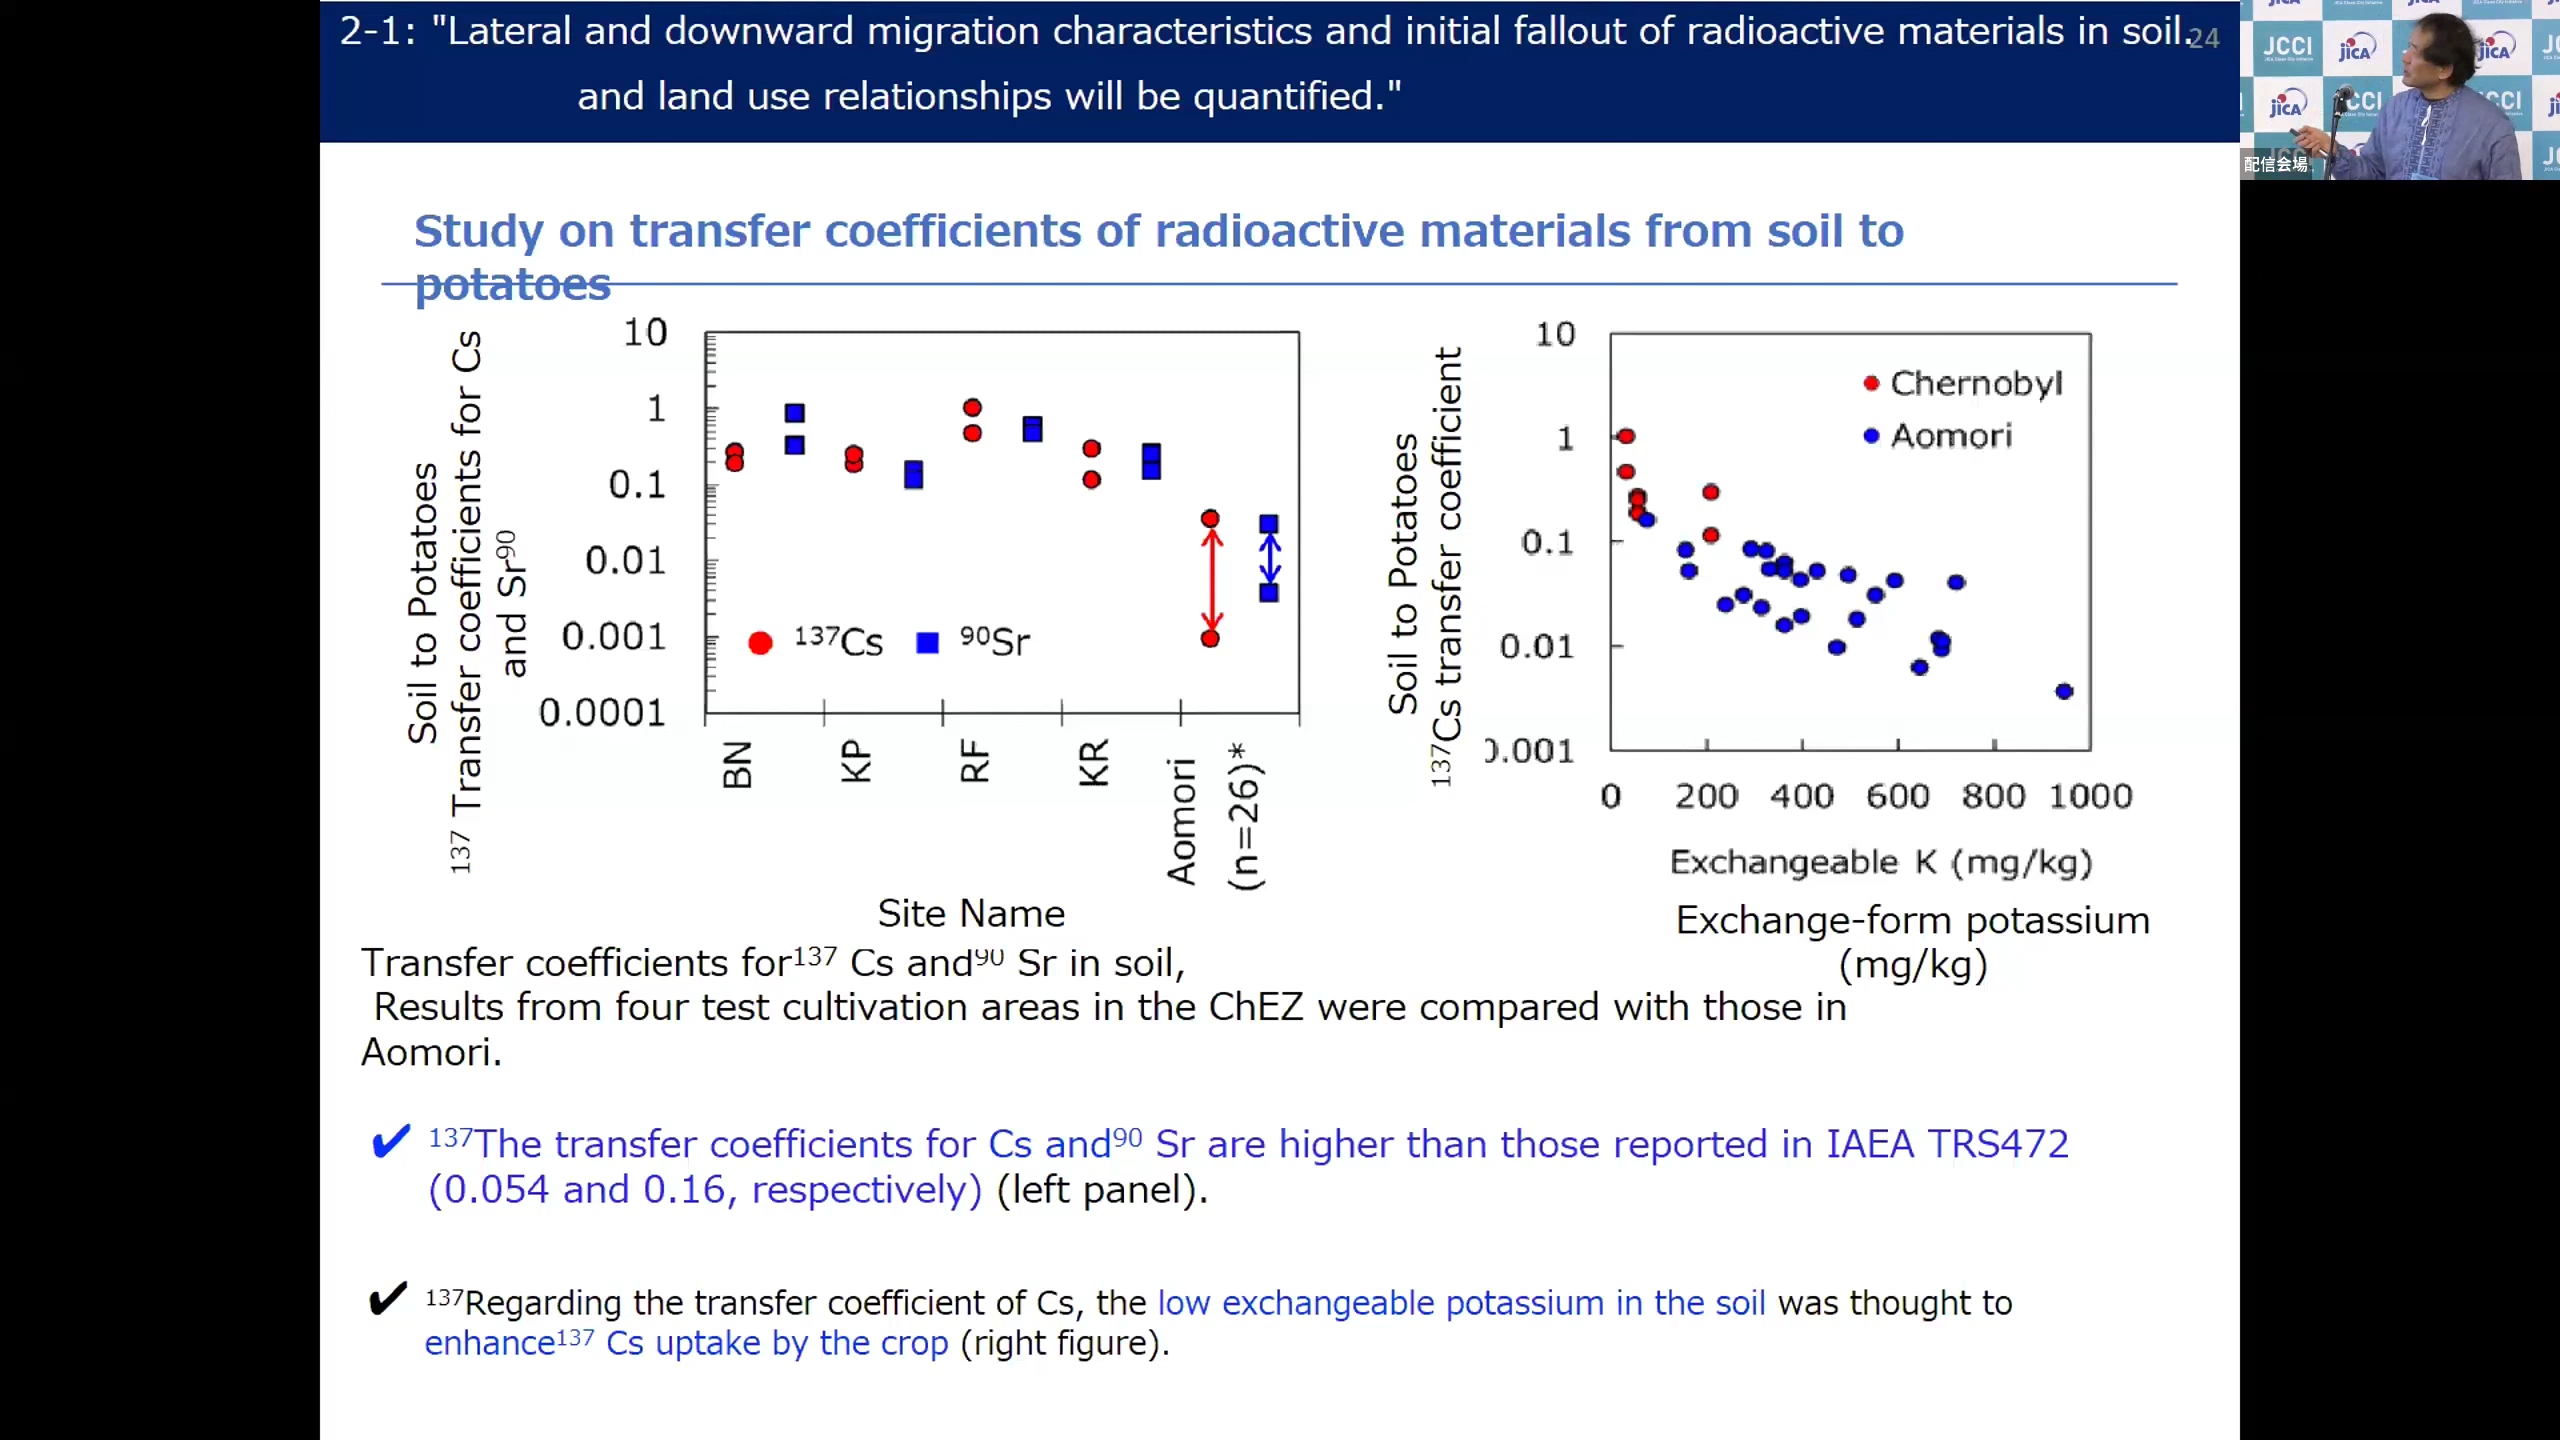 2-1: "Lateral and downward migration characteristics and initial fallout of radioactive materials in soil.
24
and land use relationships will be quantified."
JCCI
JICA
JICA
JICA
CCI
CCI
配信会場
Study on transfer coefficients of radioactive materials from soil to
potatoes
Soil to Potatoes
137 Transfer coefficients for Cs
and Sr90
10
1
0.1
0.01
0.001
0.0001
137Cs
90Sr
BN
KP
RF
KR
Aomori
(n=26)*
Site Name
Soil to Potatoes
137Cs transfer coefficient
10
1
0.1
0.01
0.001
Chernobyl
Aomori
0 200 400 600 800 1000
Exchangeable K (mg/kg)
Exchange-form potassium
(mg/kg)
Transfer coefficients for137 Cs and90 Sr in soil,
Results from four test cultivation areas in the ChEZ were compared with those in
Aomori.
✔ 137The transfer coefficients for Cs and90 Sr are higher than those reported in IAEA TRS472
(0.054 and 0.16, respectively) (left panel).
✔ 137Regarding the transfer coefficient of Cs, the low exchangeable potassium in the soil was thought to
enhance137 Cs uptake by the crop (right figure).